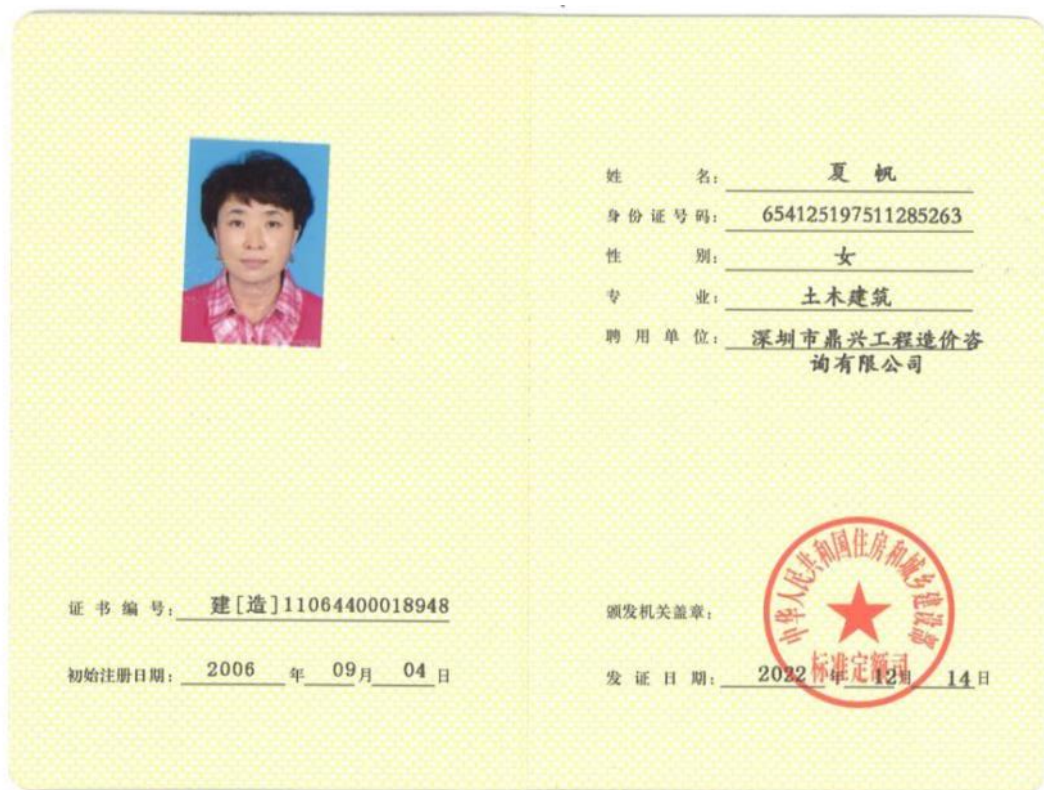 姓名：夏 帆
身份证号码：654125197511285263
性别：女
专业：土木建筑
聘用单位：深圳市鼎兴工程造价咨
询有限公司
证书编号：建[造]11064400018948
初始注册日期：2006 年 09 月 04 日
颁发机关盖章：
中华人民共和国住房和城乡建设部
标准定额司
发证日期：2022 年 12 月 14 日